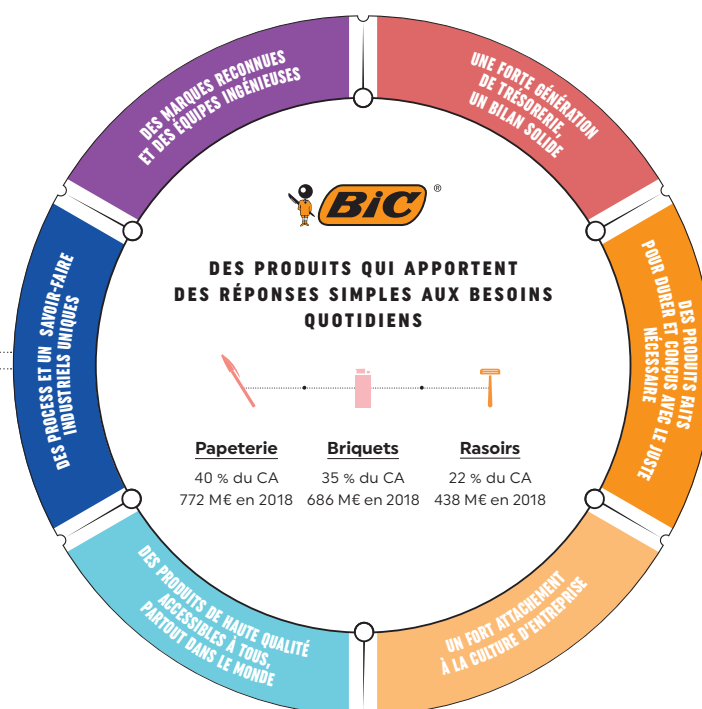 DES MARQUES RECONNUES
ET DES ÉQUIPES INGÉNIEUSES
UNE FORTE GÉNÉRATION
DE TRÉSORERIE,
UN BILAN SOLIDE
DES PRODUITS FAITS
POUR DURER ET CONÇUS AVEC LE JUSTE
NÉCESSAIRE
UN FORT ATTACHEMENT
À LA CULTURE D'ENTREPRISE
DES PRODUITS DE HAUTE QUALITÉ
ACCESSIBLES À TOUS,
PARTOUT DANS LE MONDE
DES PROCESS ET UN SAVOIR-FAIRE
INDUSTRIELS UNIQUES
BiC ®
DES PRODUITS QUI APPORTENT
DES RÉPONSES SIMPLES AUX BESOINS
QUOTIDIENS
Papeterie
40 % du CA
772 M€ en 2018
Briquets
35 % du CA
686 M€ en 2018
Rasoirs
22 % du CA
438 M€ en 2018